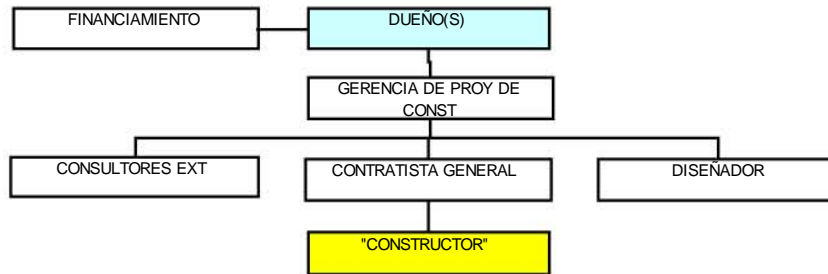 FINANCIAMIENTO
DUEÑO(S)
GERENCIA DE PROY DE
CONST
CONSULTORES EXT
CONTRATISTA GENERAL
DISEÑADOR
"CONSTRUCTOR"